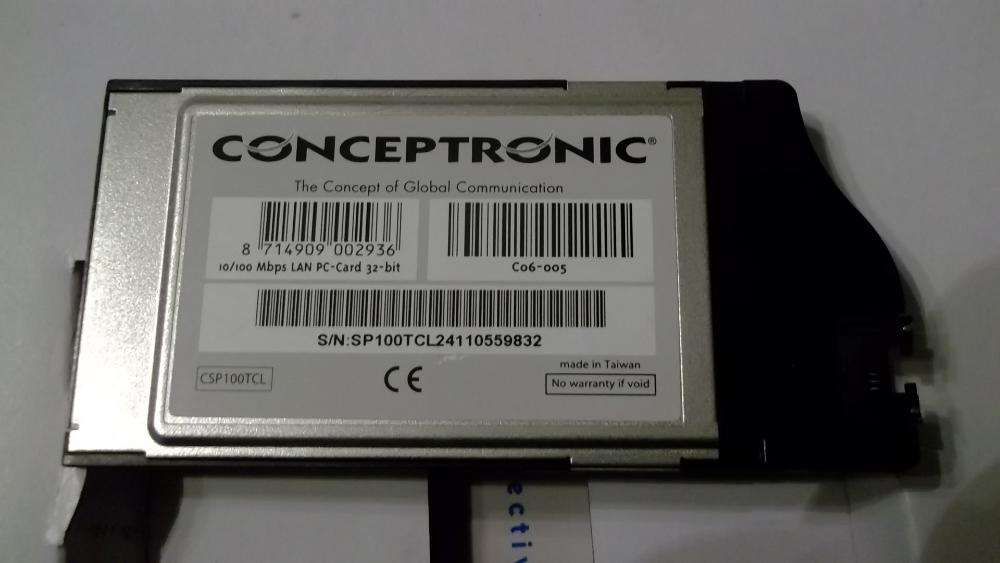 CONCEPTRONIC®
The Concept of Global Communication
8 714909 002936
10/100 Mbps LAN PC-Card 32-bit
C06-005
S/N:SP100TCL24110559832
CSP100TCL
CE
made in Taiwan
No warranty if void
ectiv